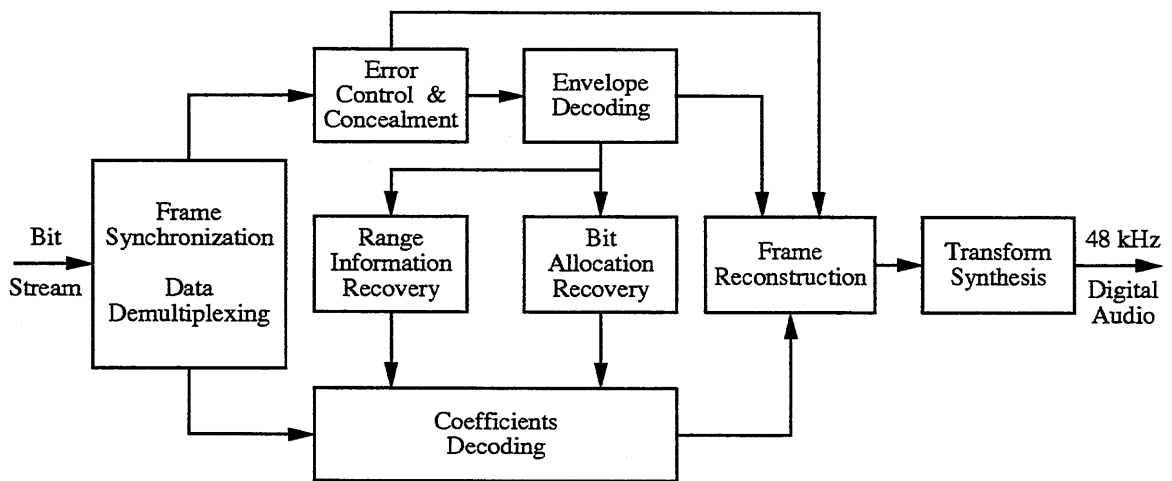 Bit
Stream
Frame
Synchronization
Data
Demultiplexing
Error
Control &
Concealment
Envelope
Decoding
Range
Information
Recovery
Bit
Allocation
Recovery
Coefficients
Decoding
Frame
Reconstruction
Transform
Synthesis
48 kHz
Digital
Audio